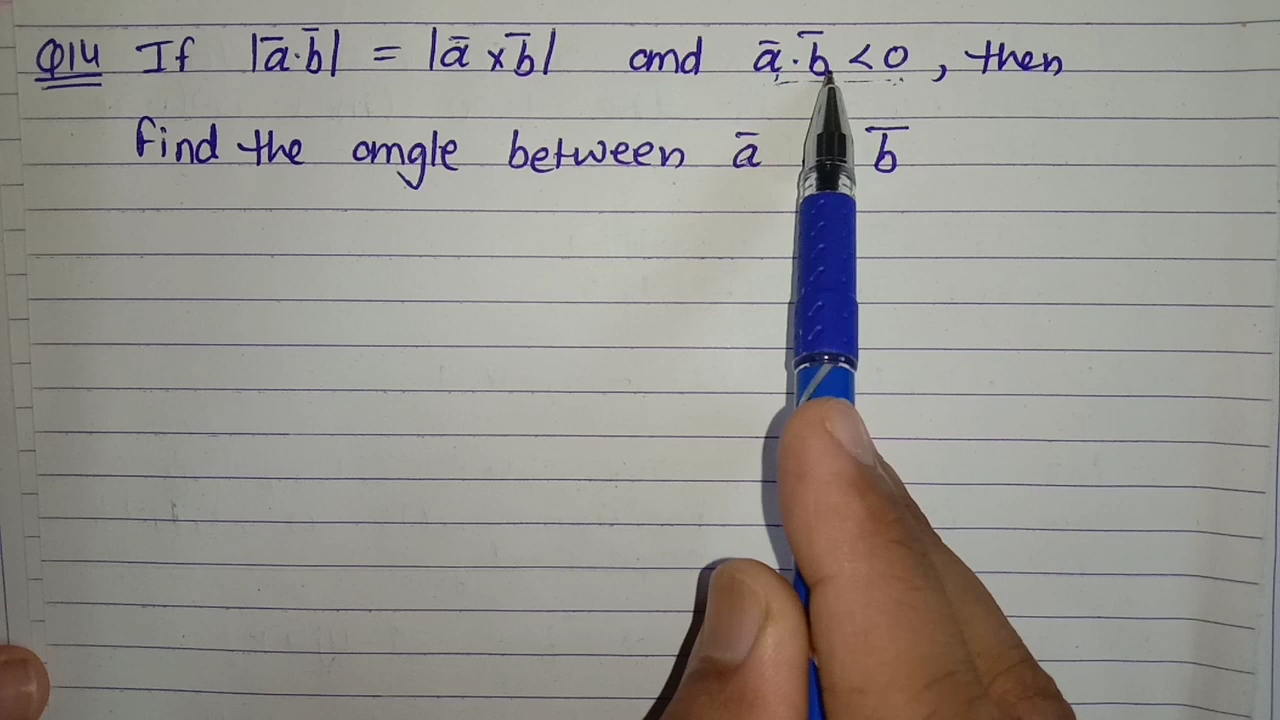 Q14 If |a̅·b̅| = |a̅ × b̅| and a̅·b̅ < 0, then
find the angle between a̅ b̅